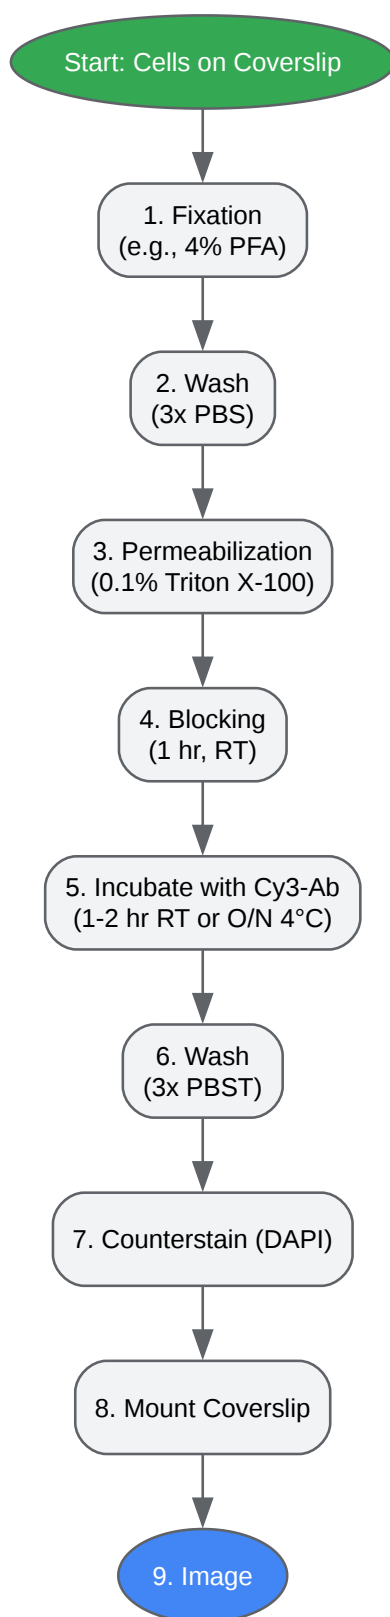 Start: Cells on Coverslip
1. Fixation
(e.g., 4% PFA)
2. Wash
(3x PBS)
3. Permeabilization
(0.1% Triton X-100)
4. Blocking
(1 hr, RT)
5. Incubate with Cy3-Ab
(1-2 hr RT or O/N 4°C)
6. Wash
(3x PBST)
7. Counterstain (DAPI)
8. Mount Coverslip
9. Image